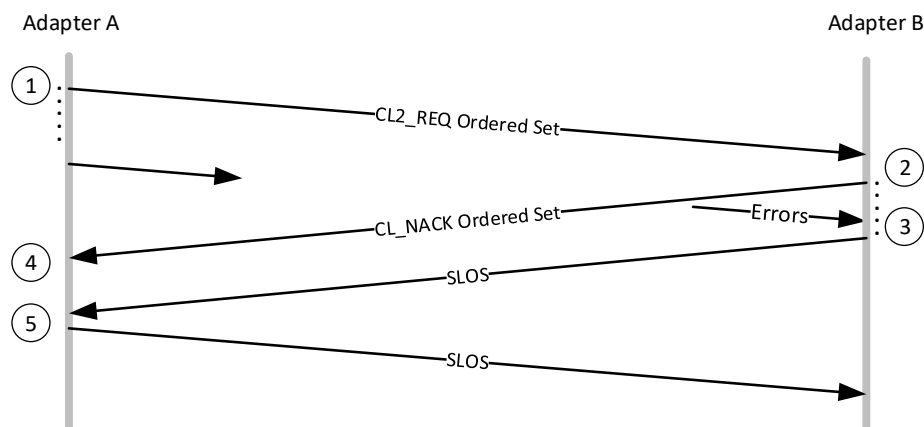 Adapter A
Adapter B
1
CL2_REQ Ordered Set
2
CL_NACK Ordered Set
Errors
3
4
SLOS
5
SLOS